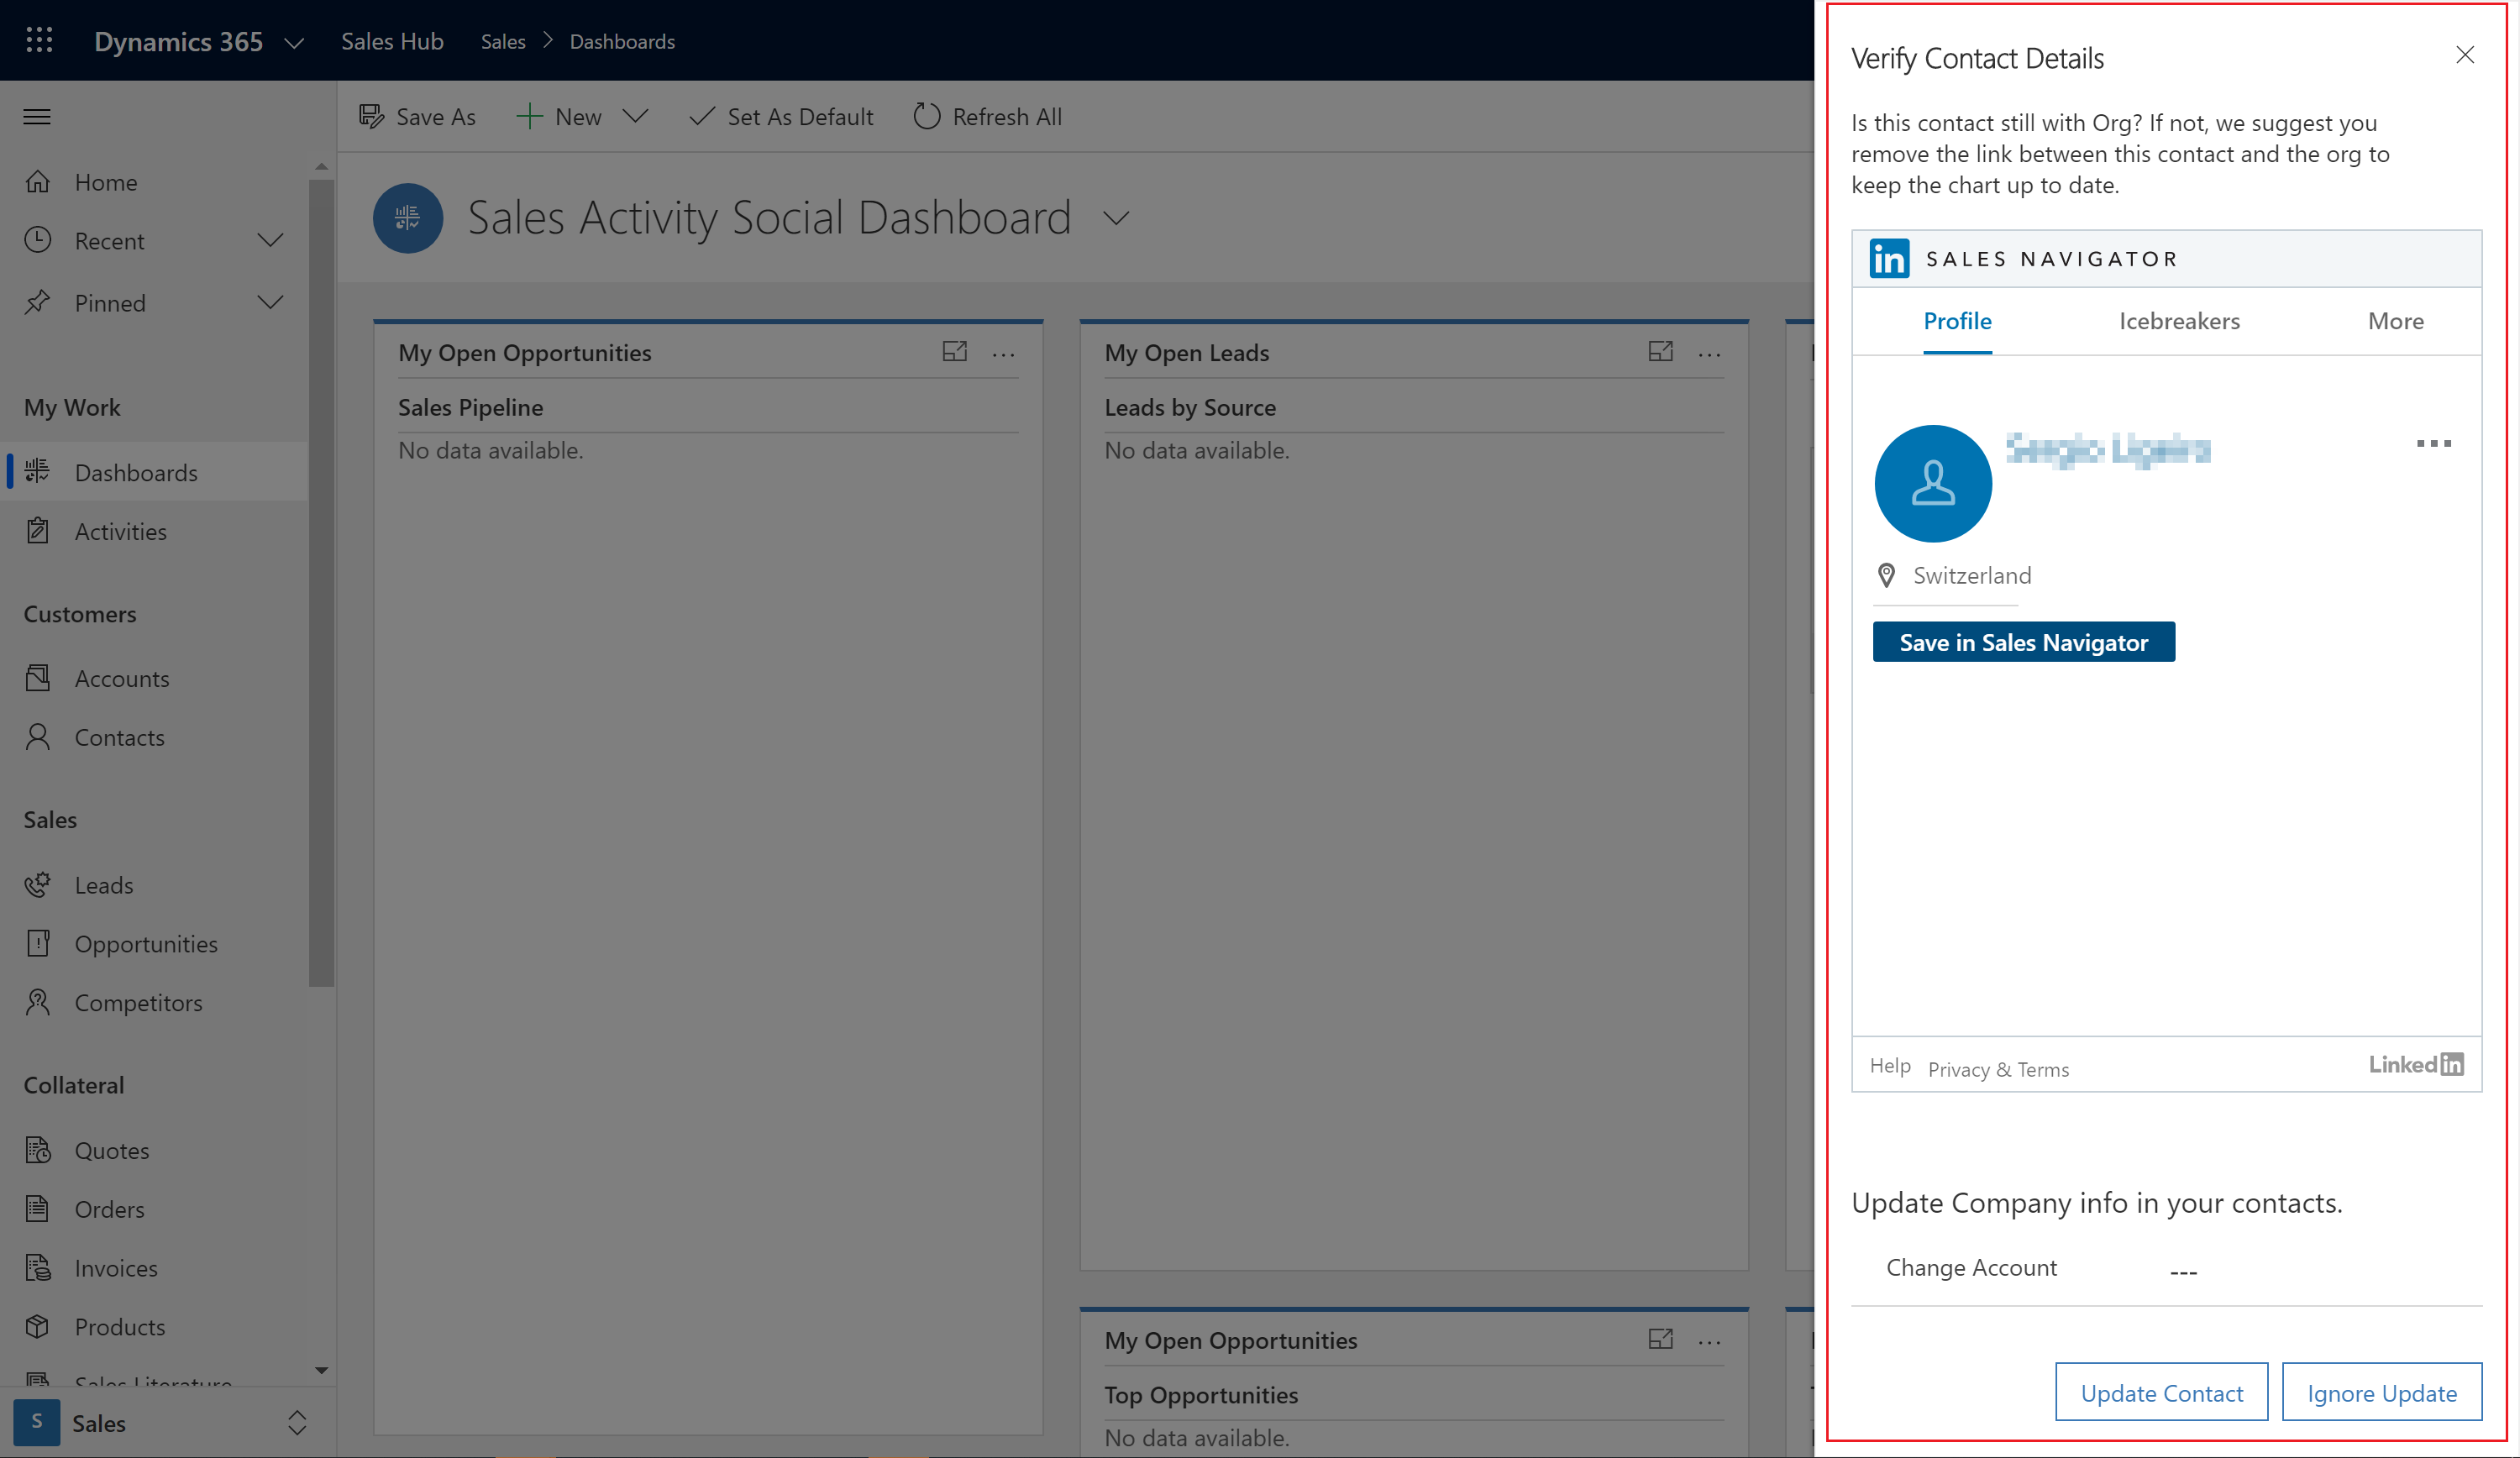 Dynamics 365
Sales Hub
Sales
Dashboards
Save As
New
Set As Default
Refresh All
Home
Recent
Pinned
My Work
Dashboards
Activities
Customers
Accounts
Contacts
Sales
Leads
Opportunities
Competitors
Collateral
Quotes
Orders
Invoices
Products
Sales Literature
S
Sales
Sales Activity Social Dashboard
My Open Opportunities
...
Sales Pipeline
No data available.
My Open Leads
...
Leads by Source
No data available.
My Open Opportunities
...
Top Opportunities
No data available.
Verify Contact Details
Is this contact still with Org? If not, we suggest you
remove the link between this contact and the org to
keep the chart up to date.
in SALES NAVIGATOR
Profile
Icebreakers
More
Switzerland
Save in Sales Navigator
Help
Privacy & Terms
Linked in
Update Company info in your contacts.
Change Account
---
Update Contact
Ignore Update